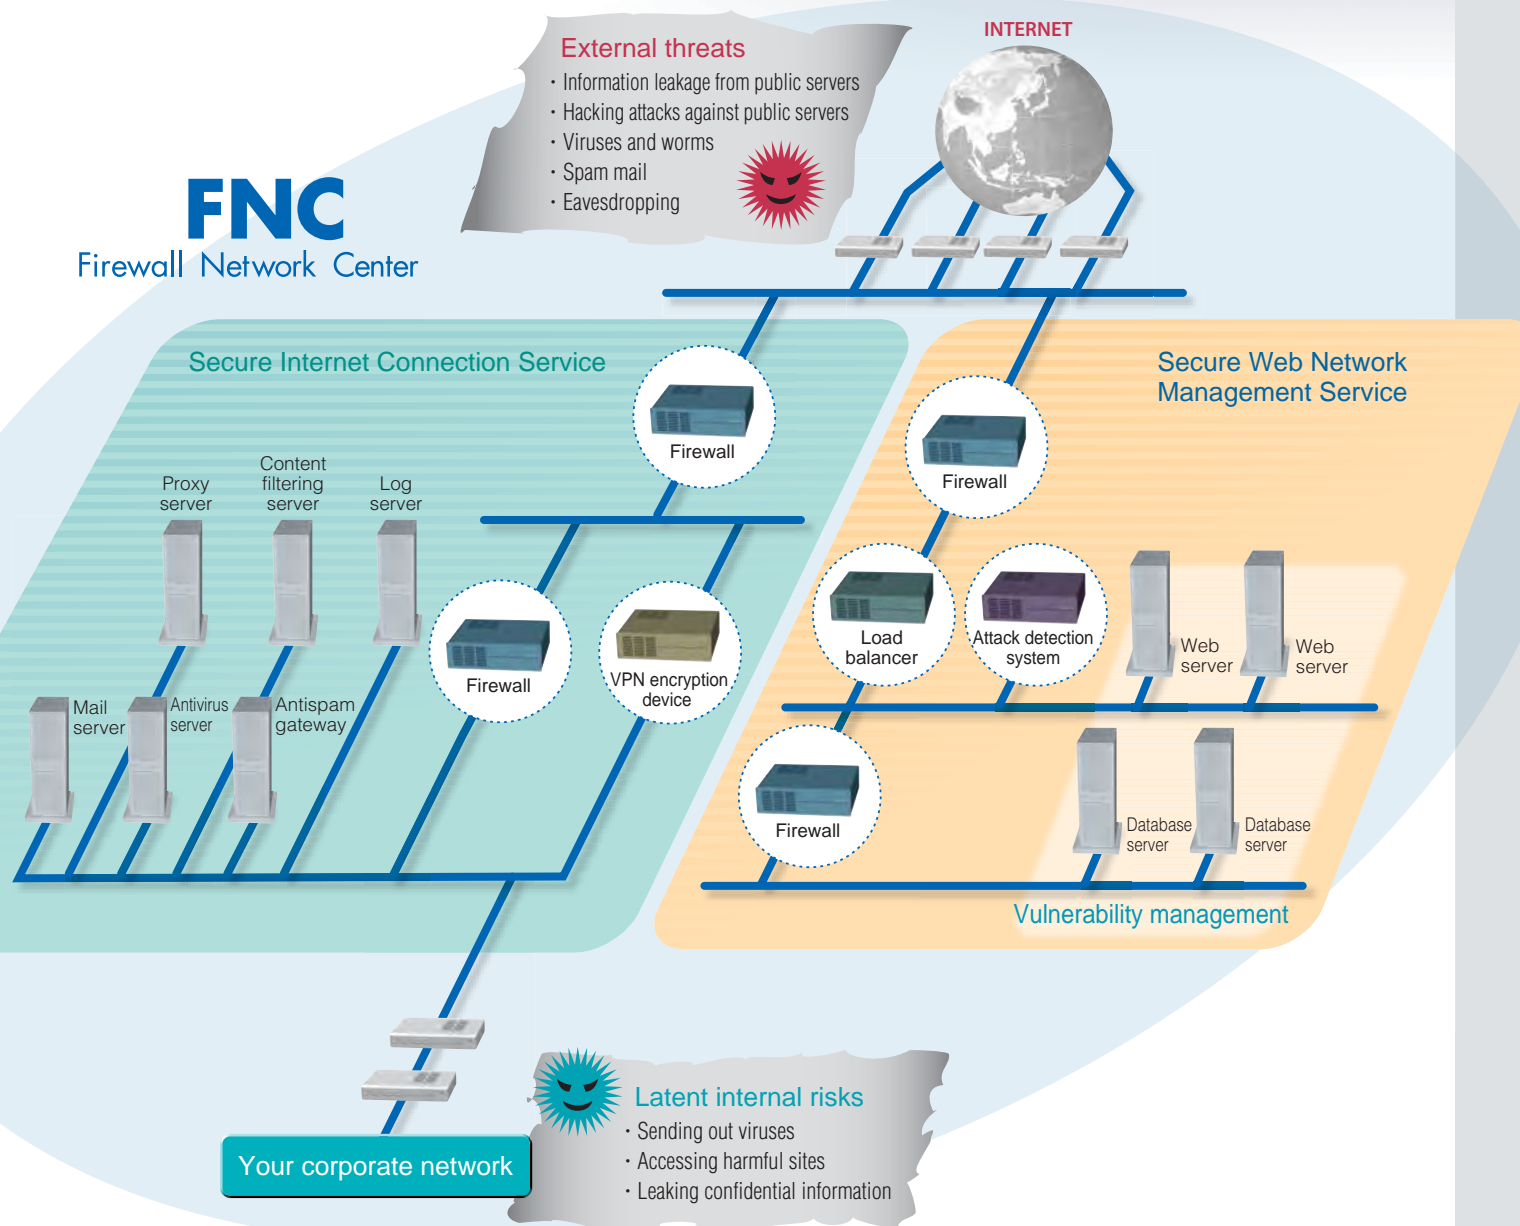 INTERNET
External threats
・Information leakage from public servers
・Hacking attacks against public servers
・Viruses and worms
・Spam mail
・Eavesdropping
FNC
Firewall Network Center
Secure Internet Connection Service
Secure Web Network
Management Service
Firewall
Firewall
Proxy
server
Content
filtering
server
Log
server
Firewall
VPN encryption
device
Load
balancer
Attack detection
system
Web
server
Web
server
Mail
server
Antivirus
server
Antispam
gateway
Firewall
Database
server
Database
server
Vulnerability management
Latent internal risks
・Sending out viruses
・Accessing harmful sites
・Leaking confidential information
Your corporate network